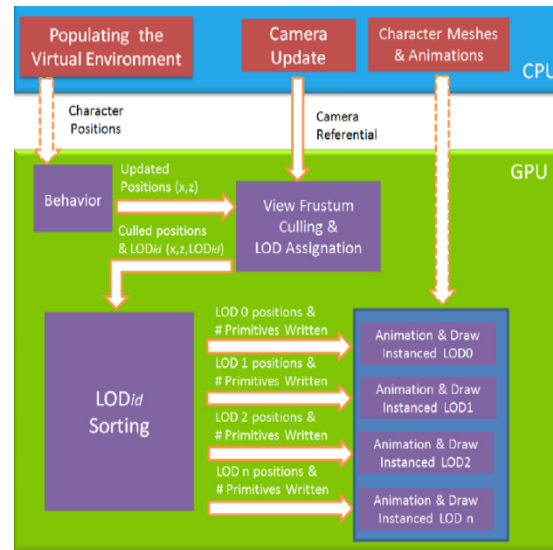 Populating the
Virtual Environment
Camera
Update
Character Meshes
& Animations
CPU
Character
Positions
Camera
Referential
GPU
Behavior
Updated
Positions (x,z)
View Frustum
Culling &
LOD Assignation
Culled positions
& LODid (x,z,LODid)
LODid
Sorting
LOD 0 positions &
# Primitives Written
Animation & Draw
Instanced LOD0
LOD 1 positions &
# Primitives Written
Animation & Draw
Instanced LOD1
LOD 2 positions &
# Primitives Written
Animation & Draw
Instanced LOD2
LOD n positions &
# Primitives Written
Animation & Draw
Instanced LOD n